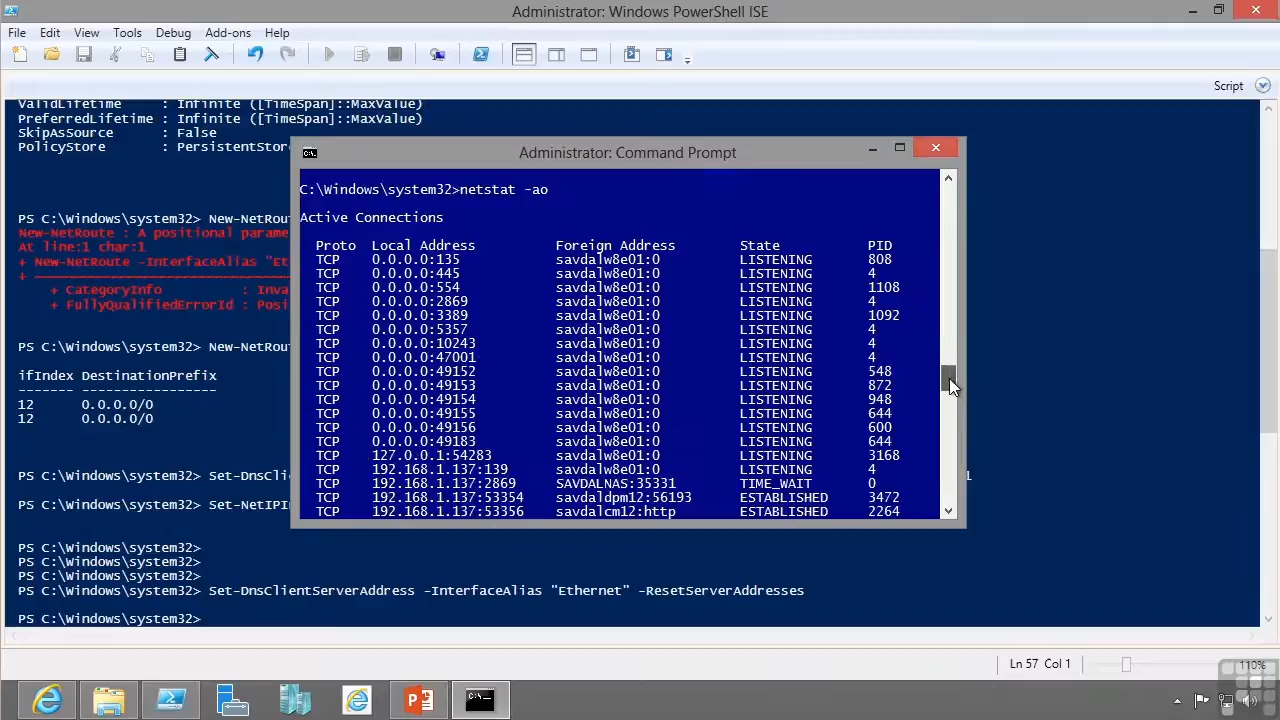 Administrator: Windows PowerShell ISE
File Edit View Tools Debug Add-ons Help
Script
ValidLifetime : Infinite ([TimeSpan]::MaxValue)
PreferredLifetime : Infinite ([TimeSpan]::MaxValue)
SkipAsSource : False
PolicyStore : PersistentStor
PS C:\Windows\system32> New-NetRout
New-NetRoute : A positional parame
At line:1 char:1
+ New-NetRoute -InterfaceAlias "Et
+ CategoryInfo : Inva
+ FullyQualifiedErrorId : Posi
PS C:\Windows\system32> New-NetRout
ifIndex DestinationPrefix
------- -----------------
12 0.0.0.0/0
12 0.0.0.0/0
PS C:\Windows\system32> Set-DnsCli
PS C:\Windows\system32> Set-NetIPI
PS C:\Windows\system32>
PS C:\Windows\system32>
PS C:\Windows\system32>
PS C:\Windows\system32> Set-DnsClientServerAddress -InterfaceAlias "Ethernet" -ResetServerAddresses
PS C:\Windows\system32>
Administrator: Command Prompt
C:\Windows\system32>netstat -ao
Active Connections
Proto Local Address Foreign Address State PID
TCP 0.0.0.0:135 savdalw8e01:0 LISTENING 808
TCP 0.0.0.0:445 savdalw8e01:0 LISTENING 4
TCP 0.0.0.0:554 savdalw8e01:0 LISTENING 1108
TCP 0.0.0.0:2869 savdalw8e01:0 LISTENING 4
TCP 0.0.0.0:3389 savdalw8e01:0 LISTENING 1092
TCP 0.0.0.0:5357 savdalw8e01:0 LISTENING 4
TCP 0.0.0.0:10243 savdalw8e01:0 LISTENING 4
TCP 0.0.0.0:47001 savdalw8e01:0 LISTENING 4
TCP 0.0.0.0:49152 savdalw8e01:0 LISTENING 548
TCP 0.0.0.0:49153 savdalw8e01:0 LISTENING 872
TCP 0.0.0.0:49154 savdalw8e01:0 LISTENING 948
TCP 0.0.0.0:49155 savdalw8e01:0 LISTENING 644
TCP 0.0.0.0:49156 savdalw8e01:0 LISTENING 600
TCP 0.0.0.0:49183 savdalw8e01:0 LISTENING 644
TCP 127.0.0.1:54283 savdalw8e01:0 LISTENING 3168
TCP 192.168.1.137:139 savdalw8e01:0 LISTENING 4
TCP 192.168.1.137:2869 SAVDALNAS:35331 TIME_WAIT 0
TCP 192.168.1.137:53354 savdaldpm12:56193 ESTABLISHED 3472
TCP 192.168.1.137:53356 savdalcm12:http ESTABLISHED 2264
Ln 57 Col 1
110%